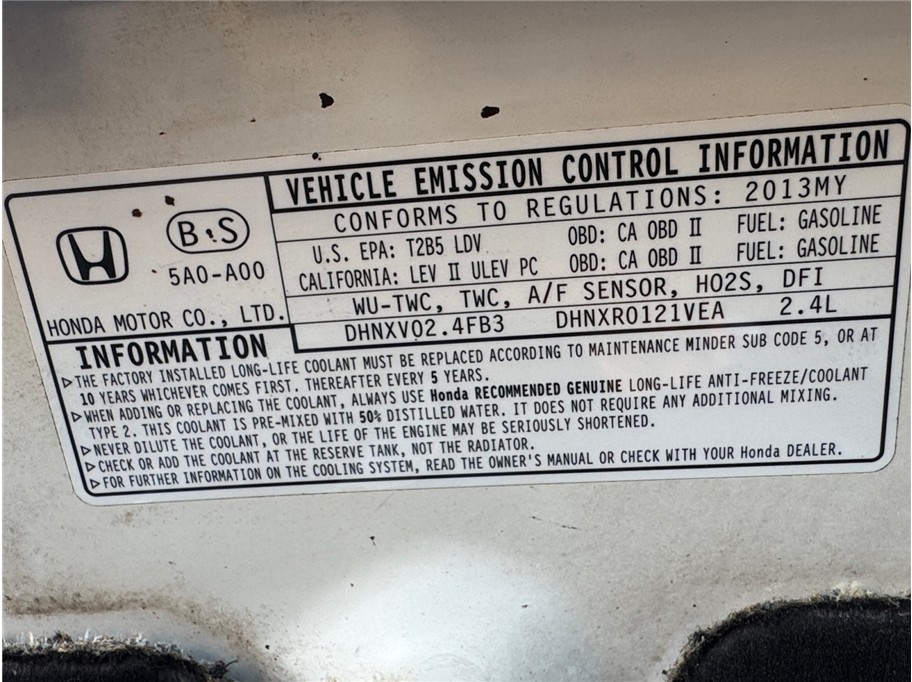 VEHICLE EMISSION CONTROL INFORMATION
CONFORMS TO REGULATIONS: 2013MY
B S
5A0-A00
U.S. EPA: T2B5 LDV OBD: CA OBD II FUEL: GASOLINE
CALIFORNIA: LEV II ULEV PC OBD: CA OBD II FUEL: GASOLINE
HONDA MOTOR CO., LTD.
WU-TWC, TWC, A/F SENSOR, HO2S, DFI
DHNXV02.4FB3 DHNXR0121VEA 2.4L
INFORMATION
▷THE FACTORY INSTALLED LONG-LIFE COOLANT MUST BE REPLACED ACCORDING TO MAINTENANCE MINDER SUB CODE 5, OR AT
10 YEARS WHICHEVER COMES FIRST. THEREAFTER EVERY 5 YEARS.
▷WHEN ADDING OR REPLACING THE COOLANT, ALWAYS USE Honda RECOMMENDED GENUINE LONG-LIFE ANTI-FREEZE/COOLANT
TYPE 2. THIS COOLANT IS PRE-MIXED WITH 50% DISTILLED WATER. IT DOES NOT REQUIRE ANY ADDITIONAL MIXING.
▷NEVER DILUTE THE COOLANT, OR THE LIFE OF THE ENGINE MAY BE SERIOUSLY SHORTENED.
▷CHECK OR ADD THE COOLANT AT THE RESERVE TANK, NOT THE RADIATOR.
▷FOR FURTHER INFORMATION ON THE COOLING SYSTEM, READ THE OWNER'S MANUAL OR CHECK WITH YOUR Honda DEALER.